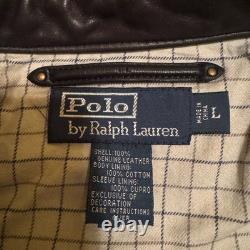 Polo
by Ralph Lauren
MADE IN
CHINA
L
SHELL 100%
GENUINE LEATHER
BODY LINING:
100% COTTON
SLEEVE LINING:
100% CUPRO
EXCLUSIVE OF
DECORATION
CARE INSTRUCTIONS